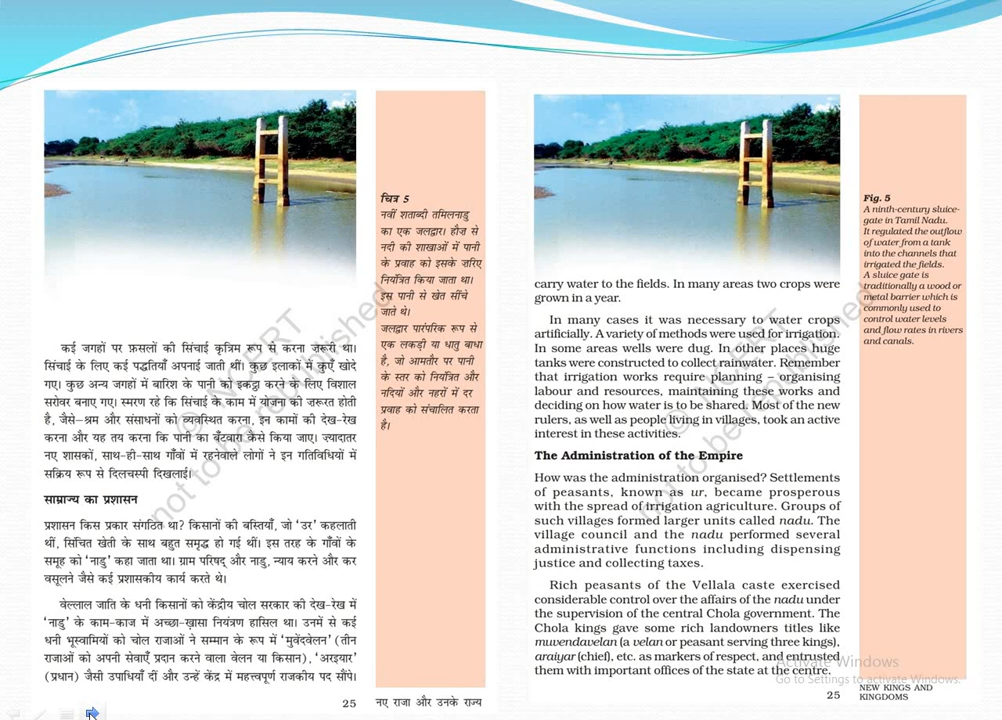 चित्र 5
नवीं शताब्दी तमिलनाडु
का एक जलद्वार। हौज़ से
नदी की शाखाओं में पानी
के प्रवाह को इसके ज़रिए
नियंत्रित किया जाता था।
इस पानी से खेत सींचे
जाते थे।
जलद्वार पारंपरिक रूप से
एक लकड़ी या धातु बाधा
है, जो आमतौर पर पानी
के स्तर को नियंत्रित और
नदियों और नहरों में दर
प्रवाह को संचालित करता
है।
कई जगहों पर फ़सलों की सिंचाई कृत्रिम रूप से करना ज़रूरी था।
सिंचाई के लिए कई पद्धतियाँ अपनाई जाती थीं। कुछ इलाकों में कुएँ खोदे
गए। कुछ अन्य जगहों में बारिश के पानी को इकट्ठा करने के लिए विशाल
सरोवर बनाए गए। स्मरण रहे कि सिंचाई के काम में योजना की जरूरत होती
है, जैसे–श्रम और संसाधनों को व्यवस्थित करना, इन कामों की देख-रेख
करना और यह तय करना कि पानी का बँटवारा कैसे किया जाए। ज्यादातर
नए शासकों, साथ-ही-साथ गाँवों में रहनेवाले लोगों ने इन गतिविधियों में
सक्रिय रूप से दिलचस्पी दिखलाई।
साम्राज्य का प्रशासन
प्रशासन किस प्रकार संगठित था? किसानों की बस्तियाँ, जो 'उर' कहलाती
थीं, सिंचित खेती के साथ बहुत समृद्ध हो गई थीं। इस तरह के गाँवों के
समूह को 'नाडु' कहा जाता था। ग्राम परिषद् और नाडु, न्याय करने और कर
वसूलने जैसे कई प्रशासकीय कार्य करते थे।
वेल्लाल जाति के धनी किसानों को केंद्रीय चोल सरकार की देख-रेख में
'नाडु' के काम-काज में अच्छा-ख़ासा नियंत्रण हासिल था। उनमें से कई
धनी भूस्वामियों को चोल राजाओं ने सम्मान के रूप में 'मुवेंदवेलन' (तीन
राजाओं को अपनी सेवाएँ प्रदान करने वाला वेलन या किसान), 'अरइयार'
(प्रधान) जैसी उपाधियाँ दीं और उन्हें केंद्र में महत्त्वपूर्ण राजकीय पद सौंपे।
25 नए राजा और उनके राज्य
© NCERT
not to be republished
Fig. 5
A ninth-century sluice-
gate in Tamil Nadu.
It regulated the outflow
of water from a tank
into the channels that
irrigated the fields.
A sluice gate is
traditionally a wood or
metal barrier which is
commonly used to
control water levels
and flow rates in rivers
and canals.
carry water to the fields. In many areas two crops were
grown in a year.
In many cases it was necessary to water crops
artificially. A variety of methods were used for irrigation.
In some areas wells were dug. In other places huge
tanks were constructed to collect rainwater. Remember
that irrigation works require planning – organising
labour and resources, maintaining these works and
deciding on how water is to be shared. Most of the new
rulers, as well as people living in villages, took an active
interest in these activities.
The Administration of the Empire
How was the administration organised? Settlements
of peasants, known as ur, became prosperous
with the spread of irrigation agriculture. Groups of
such villages formed larger units called nadu. The
village council and the nadu performed several
administrative functions including dispensing
justice and collecting taxes.
Rich peasants of the Vellala caste exercised
considerable control over the affairs of the nadu under
the supervision of the central Chola government. The
Chola kings gave some rich landowners titles like
muvendavelan (a velan or peasant serving three kings),
araiyar (chief), etc. as markers of respect, and entrusted
them with important offices of the state at the centre.
25 NEW KINGS AND
KINGDOMS
© NCERT
not to be republished
Activate Windows
Go to Settings to activate Windows.